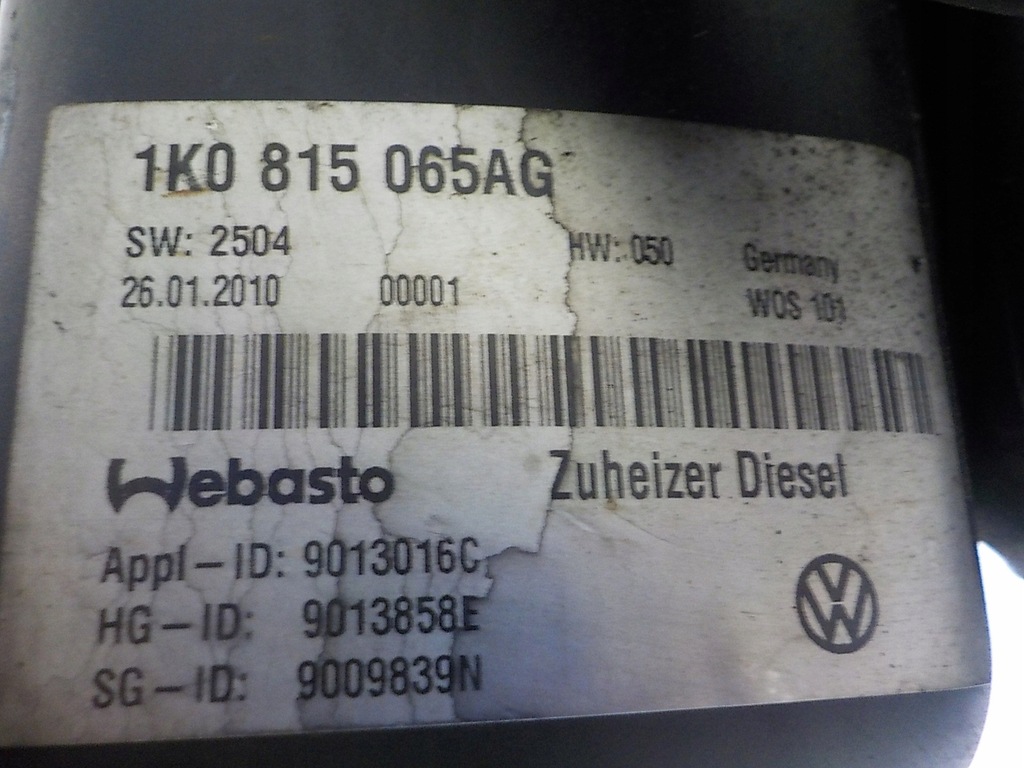 1K0 815 065AG
SW: 2504 HW: 050 Germany
26.01.2010 00001 WOS 101
Webasto Zuheizer Diesel
Appl-ID: 9013016C
HG-ID: 9013858E
SG-ID: 9009839N
VW